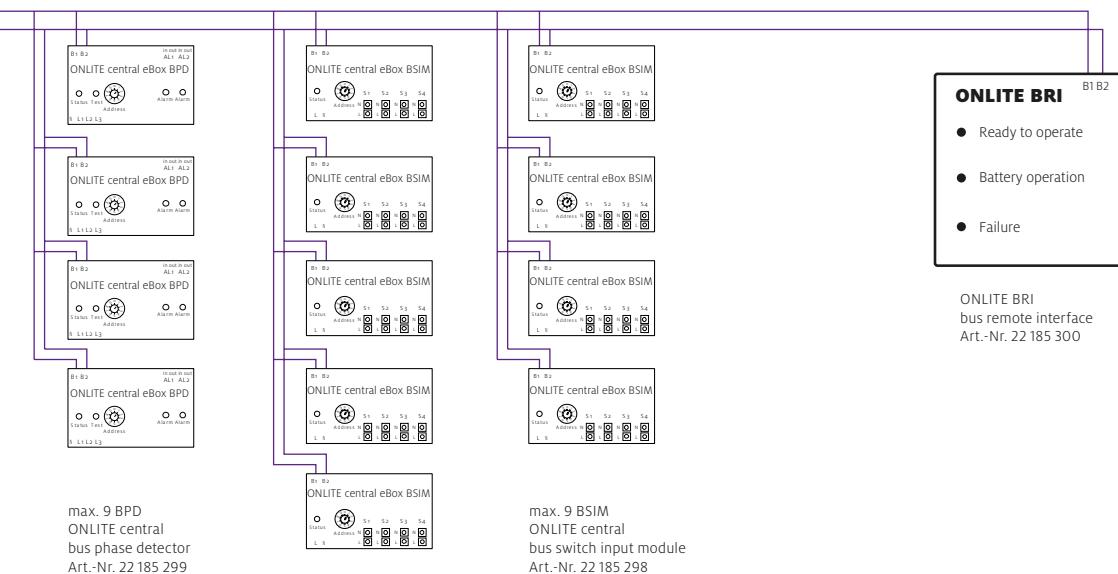 B1 B2
in out in out
AL1 AL2
ONLITE central eBox BPD
Status Test
Address
Alarm Alarm
L1 L2 L3
B1 B2
in out in out
AL1 AL2
ONLITE central eBox BPD
Status Test
Address
Alarm Alarm
L1 L2 L3
B1 B2
in out in out
AL1 AL2
ONLITE central eBox BPD
Status Test
Address
Alarm Alarm
L1 L2 L3
B1 B2
in out in out
AL1 AL2
ONLITE central eBox BPD
Status Test
Address
Alarm Alarm
L1 L2 L3
max. 9 BPD
ONLITE central
bus phase detector
Art.-Nr. 22 185 299
B1 B2
ONLITE central eBox BSIM
S1 S2 S3 S4
Status
Address N N N N
L L L L
B1 B2
ONLITE central eBox BSIM
S1 S2 S3 S4
Status
Address N N N N
L L L L
B1 B2
ONLITE central eBox BSIM
S1 S2 S3 S4
Status
Address N N N N
L L L L
B1 B2
ONLITE central eBox BSIM
S1 S2 S3 S4
Status
Address N N N N
L L L L
B1 B2
ONLITE central eBox BSIM
S1 S2 S3 S4
Status
Address N N N N
L L L L
B1 B2
ONLITE central eBox BSIM
S1 S2 S3 S4
Status
Address N N N N
L L L L
B1 B2
ONLITE central eBox BSIM
S1 S2 S3 S4
Status
Address N N N N
L L L L
B1 B2
ONLITE central eBox BSIM
S1 S2 S3 S4
Status
Address N N N N
L L L L
B1 B2
ONLITE central eBox BSIM
S1 S2 S3 S4
Status
Address N N N N
L L L L
max. 9 BSIM
ONLITE central
bus switch input module
Art.-Nr. 22 185 298
B1 B2
ONLITE BRI
Ready to operate
Battery operation
Failure
ONLITE BRI
bus remote interface
Art.-Nr. 22 185 300